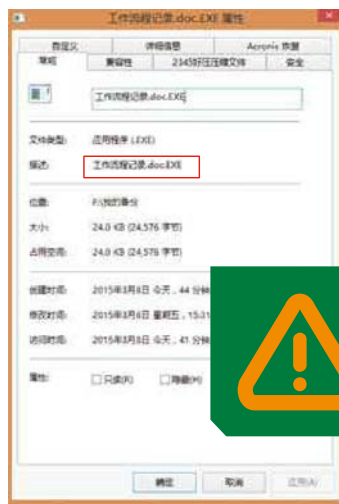 工作流程记录.doc.EXE 属性
自定义 详细信息 Acronis 恢复
常规 兼容性 2345好压压缩文件 安全
工作流程记录.doc.EXE
文件类型: 应用程序 (.EXE)
描述: 工作流程记录.doc.EXE
位置: F:\我的备份
大小: 24.0 KB (24,576 字节)
占用空间: 24.0 KB (24,576 字节)
创建时间: 2015年3月8日 今天，44 分钟
修改时间: 2015年3月6日 星期五，15:31
访问时间: 2015年3月8日 今天，41 分钟
属性: 只读(R) 隐藏(H)
确定 取消 应用(A)